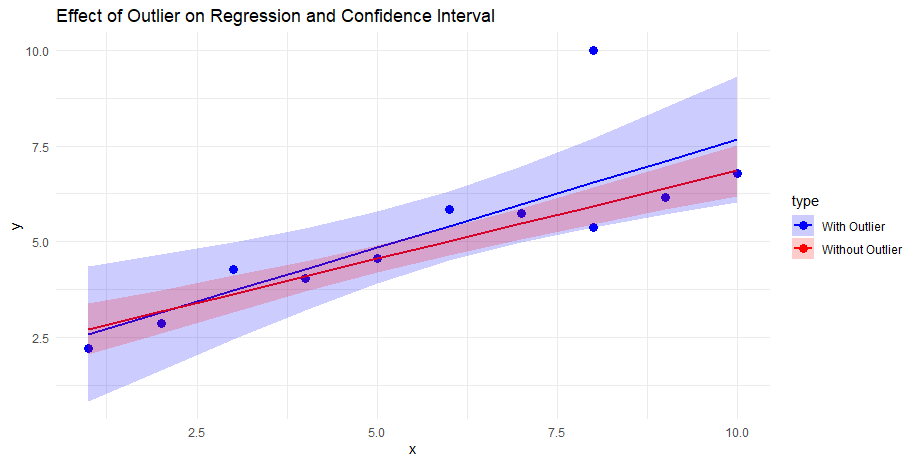 Effect of Outlier on Regression and Confidence Interval
10.0
7.5
5.0
2.5
y
2.5
5.0
7.5
10.0
x
type
With Outlier
Without Outlier